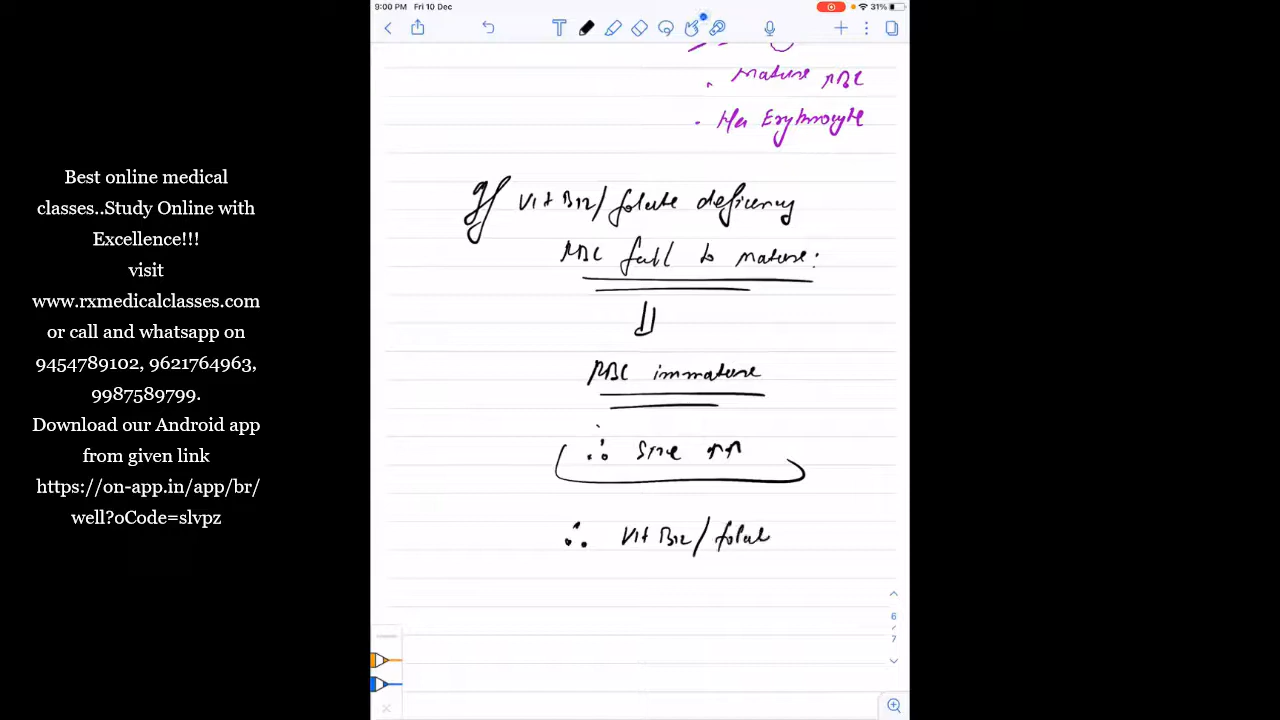 9:00 PM Fri 10 Dec
31%
Mature RBC
Erythrocyte
If Vit B12/folate deficiency
RBC fail to mature:
RBC immature
∴ Size ↑↑
∴ Vit B12/folat
6
7
Best online medical
classes..Study Online with
Excellence!!!
visit
www.rxmedicalclasses.com
or call and whatsapp on
9454789102, 9621764963,
9987589799.
Download our Android app
from given link
https://on-app.in/app/br/
well?oCode=slvpz